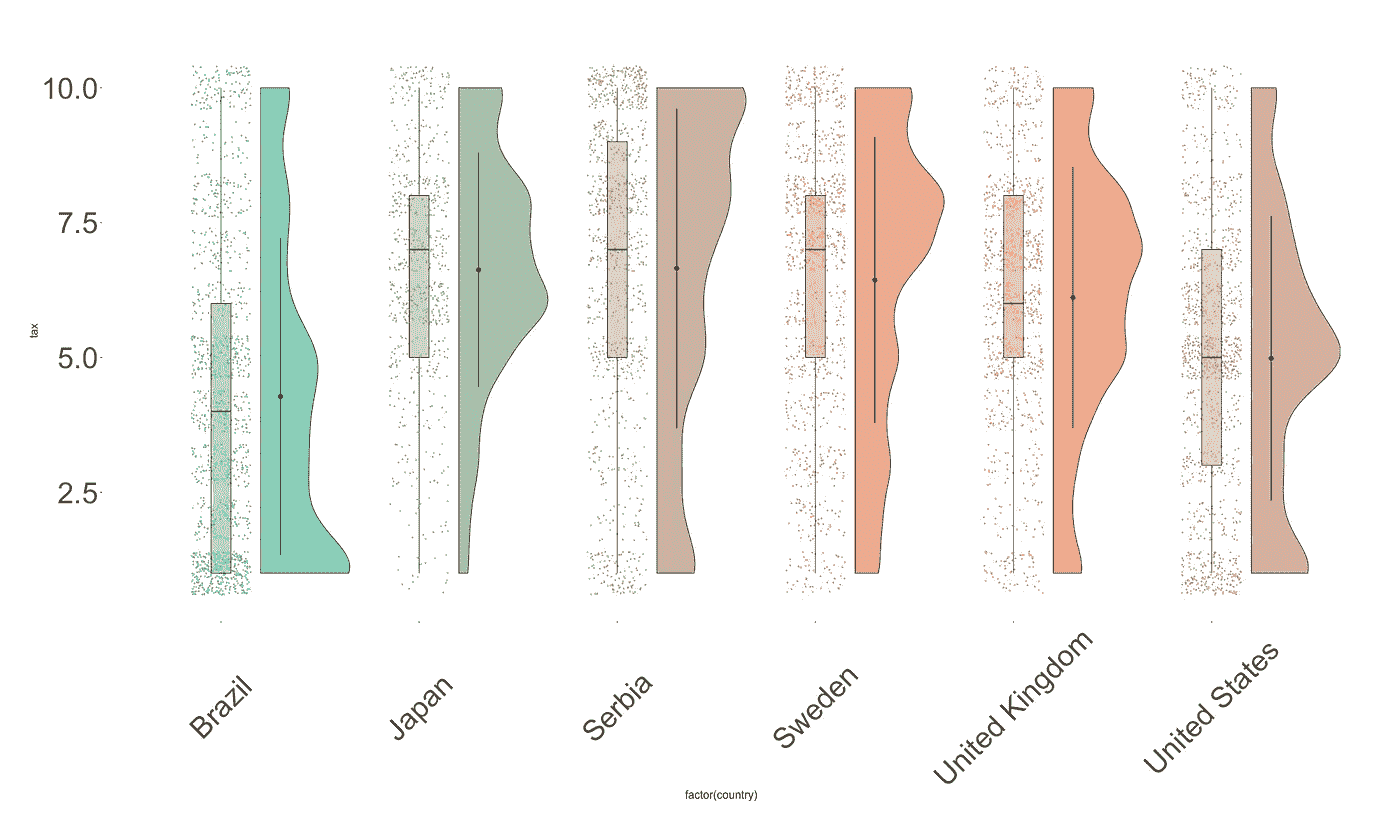 10.0
7.5
5.0
2.5
tax
Brazil
Japan
Serbia
Sweden
United Kingdom
United States
factor(country)